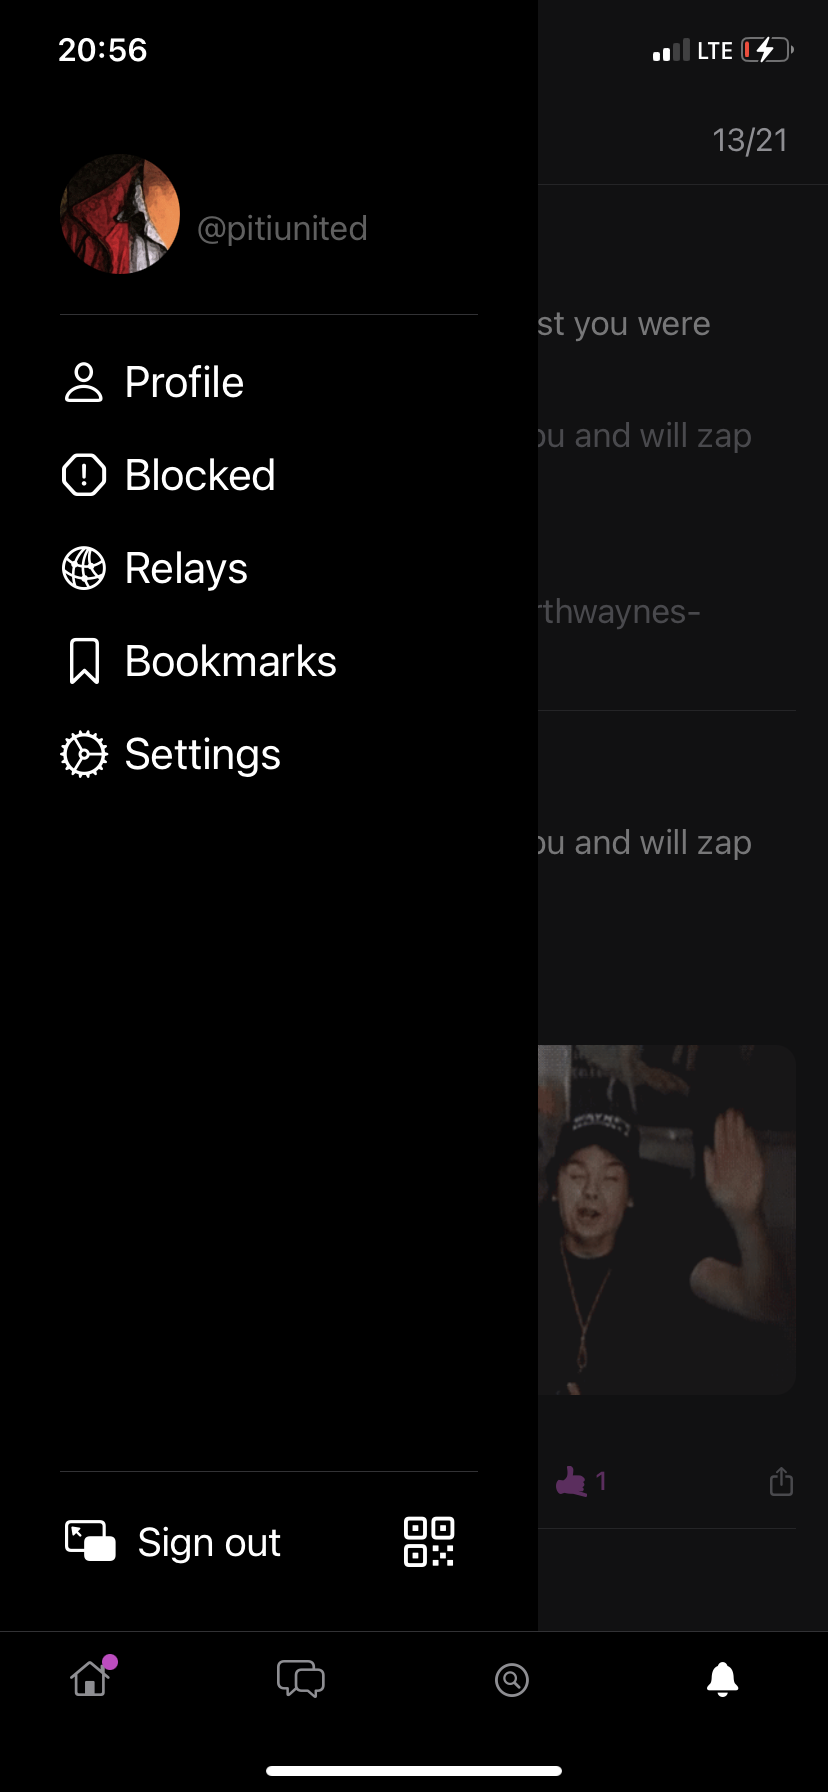 20:56
LTE
13/21
@pitiunited
st you were
ou and will zap
Profile
Blocked
Relays
rthwaynes-
Bookmarks
Settings
ou and will zap
1
Sign out